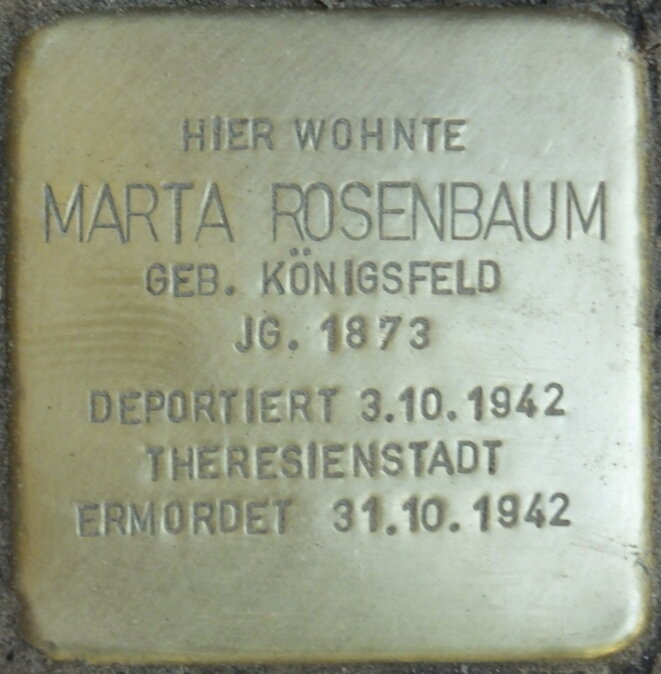 HIER WOHNTE
MARTA ROSENBAUM
GEB. KÖNIGSFELD
JG. 1873
DEPORTIERT 3.10.1942
THERESIENSTADT
ERMORDET 31.10.1942